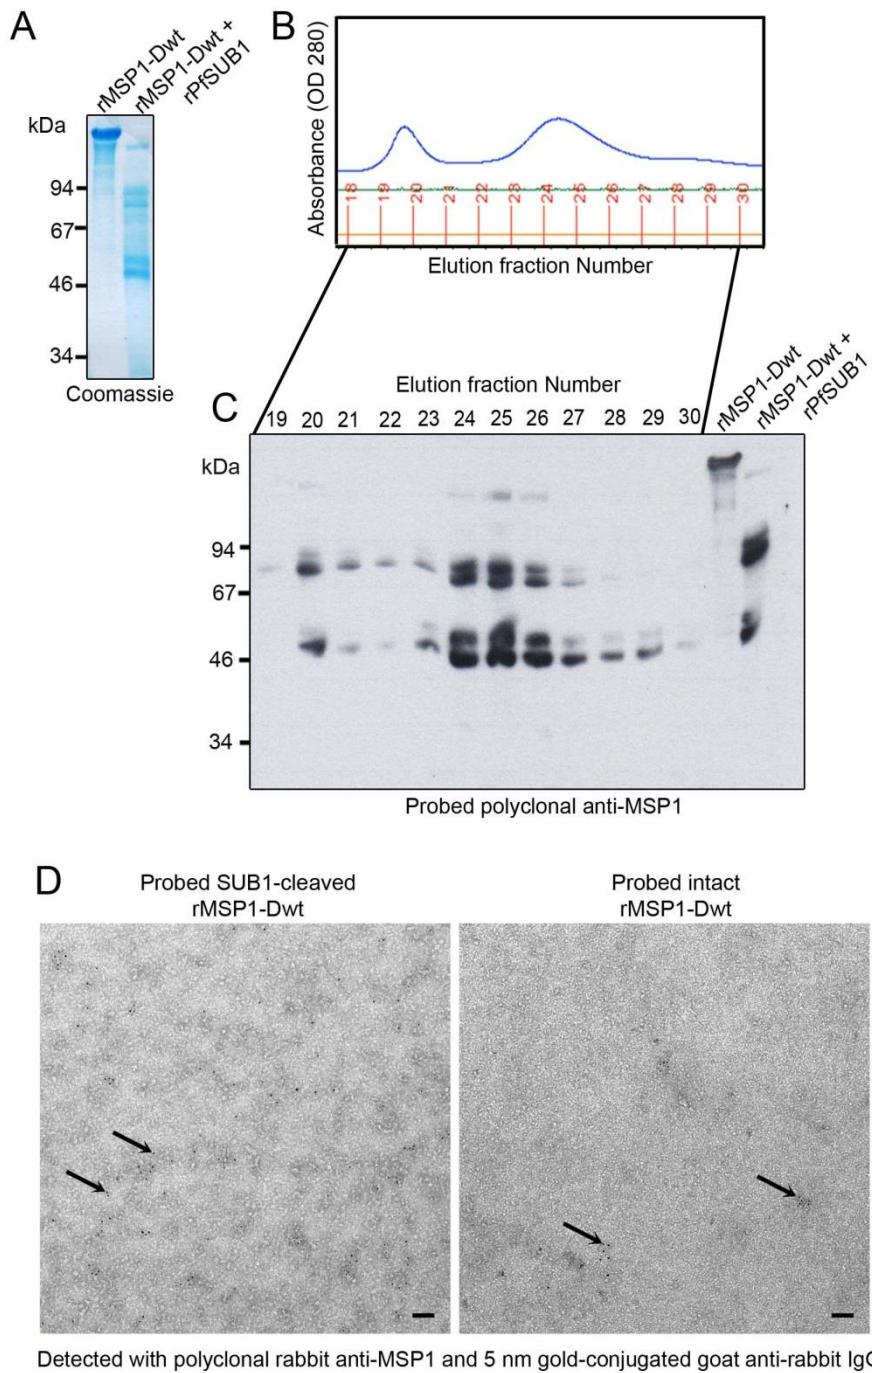 A
rMSP1-Dwt
rMSP1-Dwt +
rPfSUB1
kDa
94
67
46
34
Coomassie
B
Absorbance (OD 280)
18 19 20 21 22 23 24 25 26 27 28 29 30
Elution fraction Number
C
Elution fraction Number
19 20 21 22 23 24 25 26 27 28 29 30
rMSP1-Dwt
rMSP1-Dwt +
rPfSUB1
kDa
94
67
46
34
Probed polyclonal anti-MSP1
D
Probed SUB1-cleaved
rMSP1-Dwt
Probed intact
rMSP1-Dwt
Detected with polyclonal rabbit anti-MSP1 and 5 nm gold-conjugated goat anti-rabbit IgG